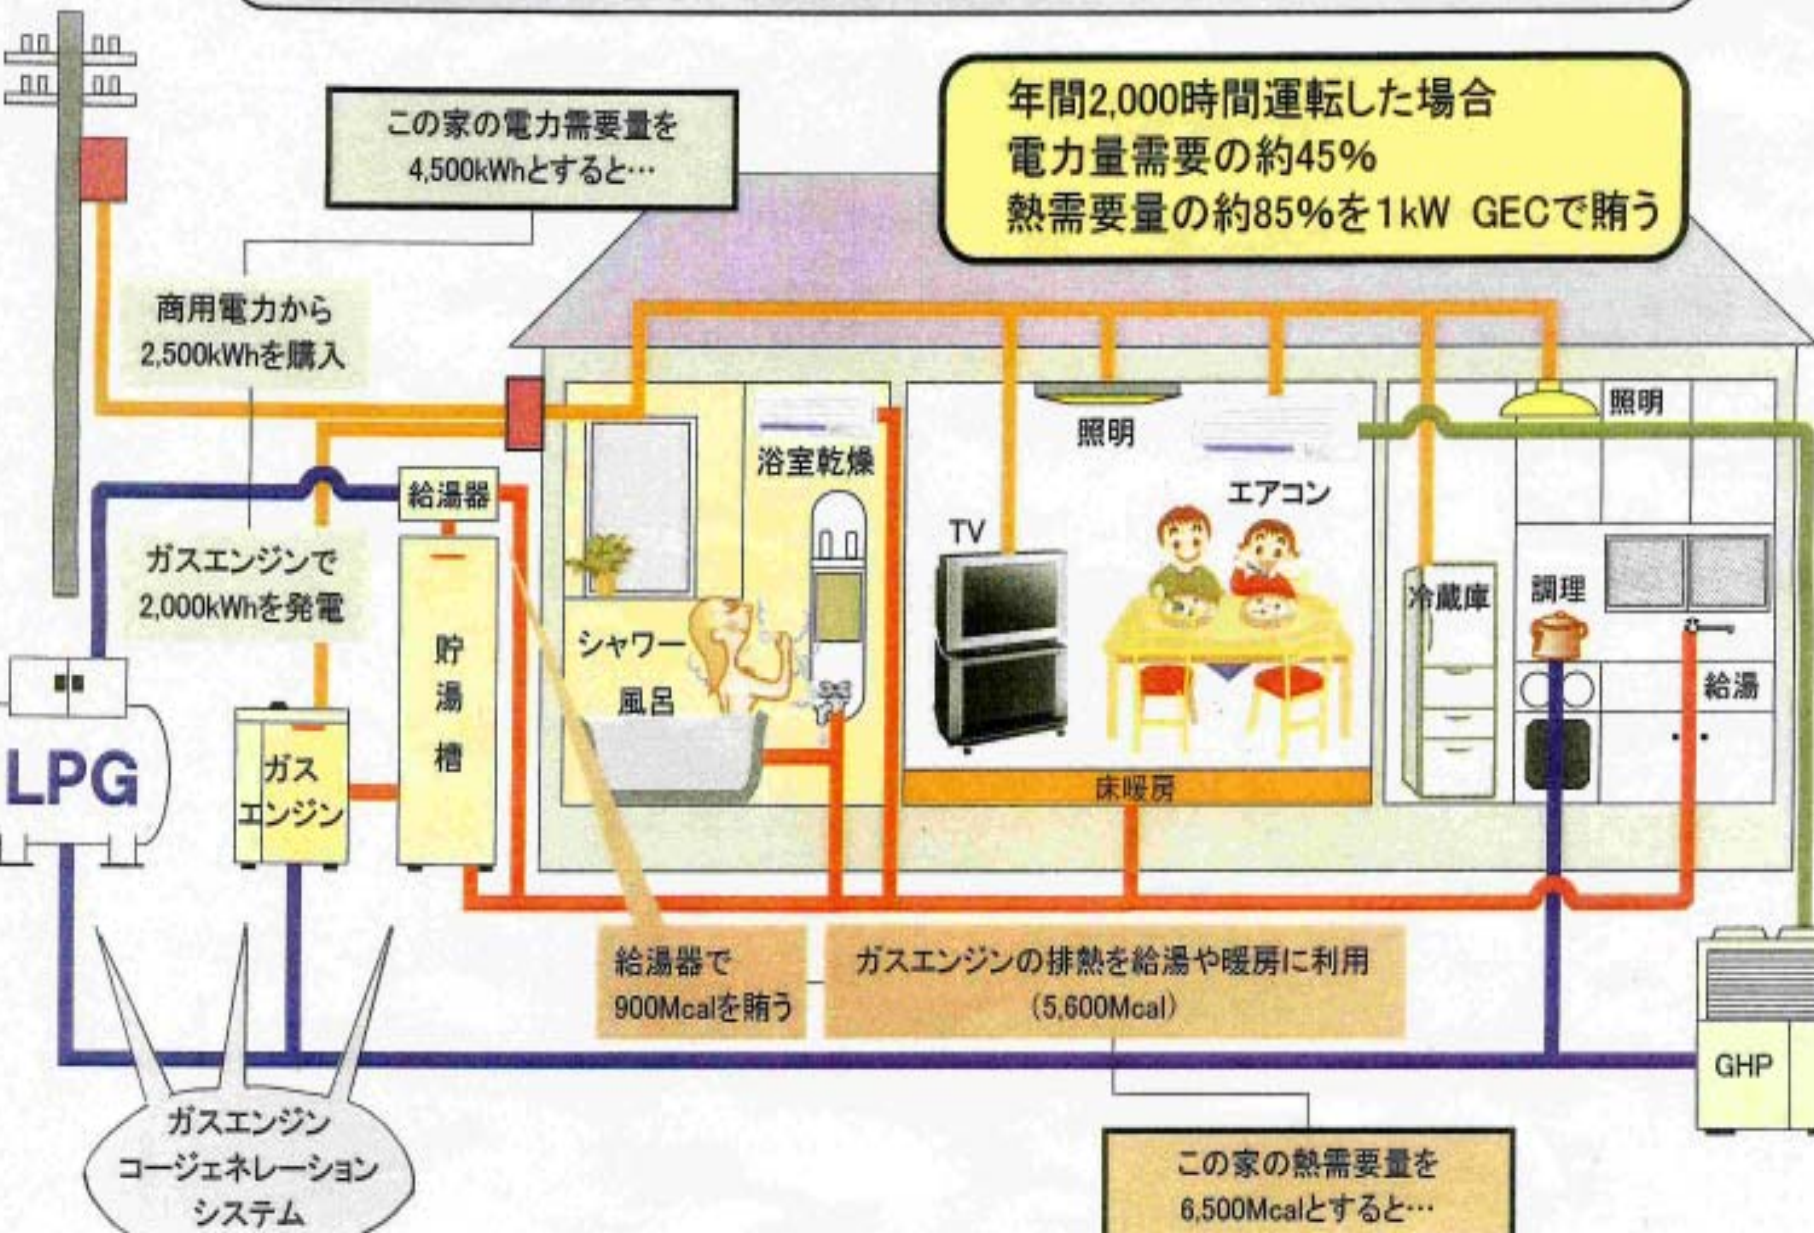 年間2,000時間運転した場合
電力量需要の約45%
熱需要量の約85%を1kW GECで賄う
この家の電力需要量を
4,500kWhとすると…
商用電力から
2,500kWhを購入
ガスエンジンで
2,000kWhを発電
給湯器
貯
湯
槽
LPG
ガス
エンジン
浴室乾燥
シャワー
風呂
照明
エアコン
TV
床暖房
照明
冷蔵庫
調理
給湯
給湯器で
900Mcalを賄う
ガスエンジンの排熱を給湯や暖房に利用
(5,600Mcal)
GHP
ガスエンジン
コージェネレーション
システム
この家の熱需要量を
6,500Mcalとすると…